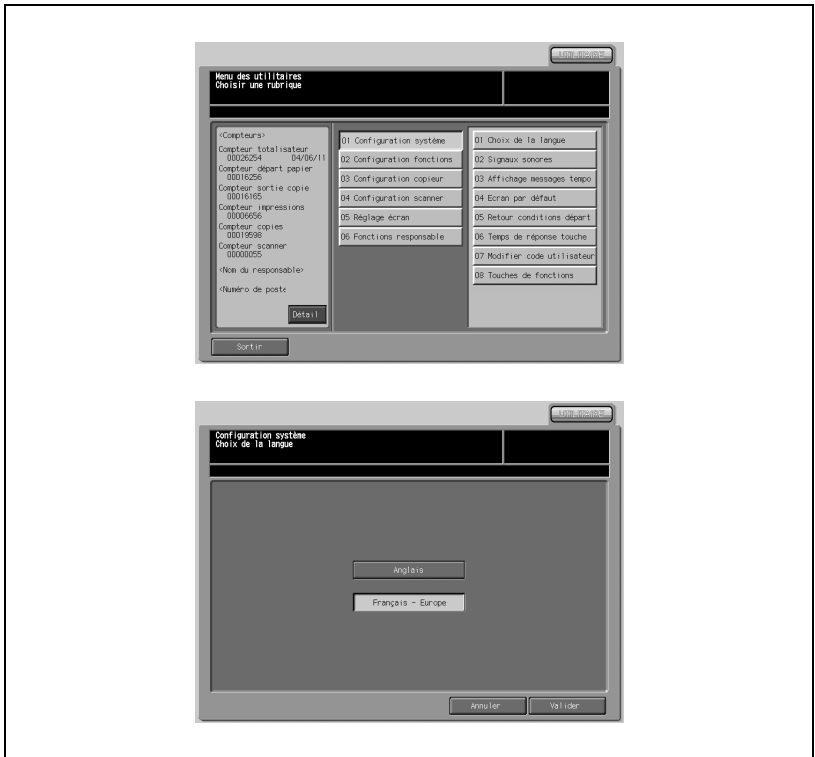 Menu des utilitaires
Choisir une rubrique
<Compteurs>
Compteur totalisateur
00026254 04/06/11
Compteur départ papier
00016256
Compteur sortie copie
00016165
Compteur impressions
00006656
Compteur copies
00019598
Compteur scanner
00000055
<Nom du responsable>
<Numéro de poste
Détail
01 Configuration système
02 Configuration fonctions
03 Configuration copieur
04 Configuration scanner
05 Réglage écran
06 Fonctions responsable
01 Choix de la langue
02 Signaux sonores
03 Affichage messages tempo
04 Ecran par défaut
05 Retour conditions départ
06 Temps de réponse touche
07 Modifier code utilisateur
08 Touches de fonctions
Sortir
Configuration système
Choix de la langue
Anglais
Français - Europe
Annuler Valider